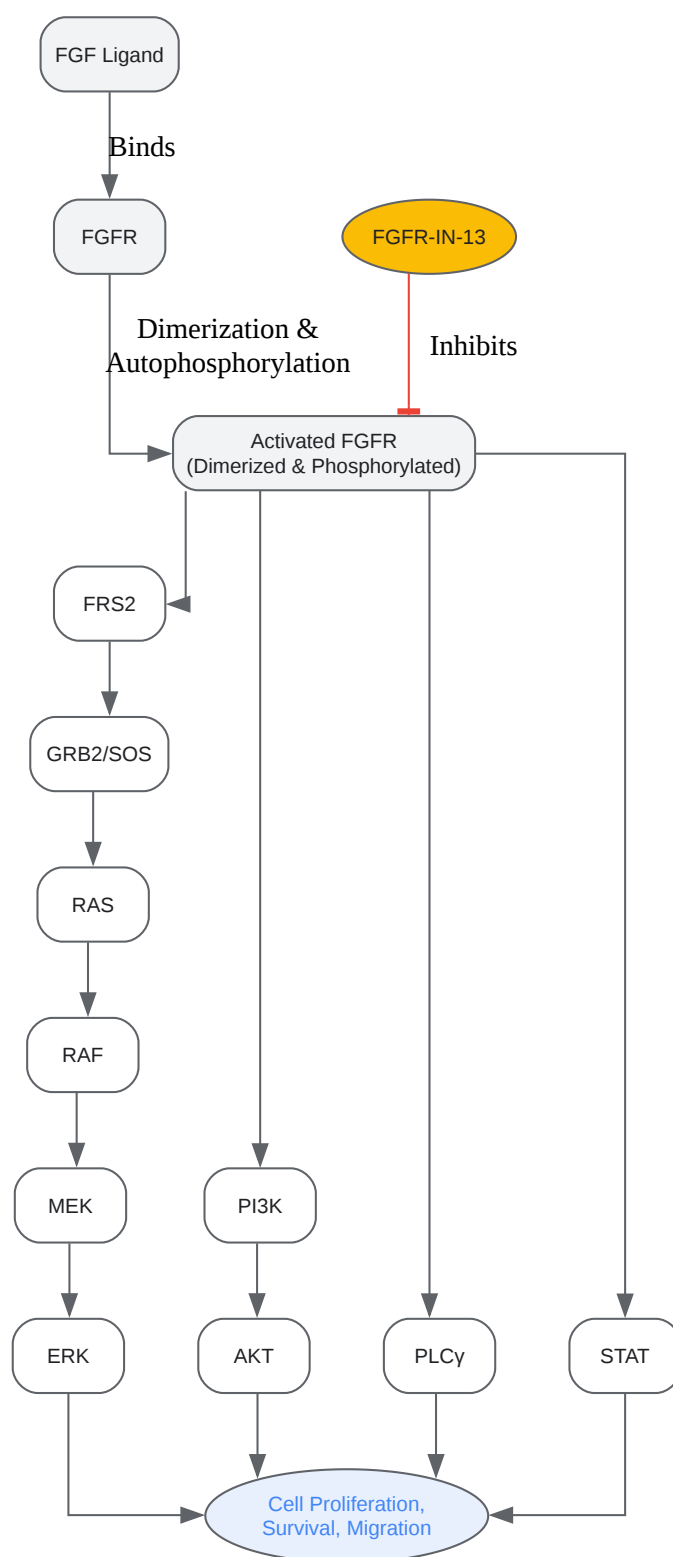 FGF Ligand
Binds
FGFR
FGFR-IN-13
Dimerization &
Autophosphorylation
Inhibits
Activated FGFR
(Dimerized & Phosphorylated)
FRS2
GRB2/SOS
RAS
RAF
MEK
PI3K
ERK
AKT
PLCγ
STAT
Cell Proliferation,
Survival, Migration